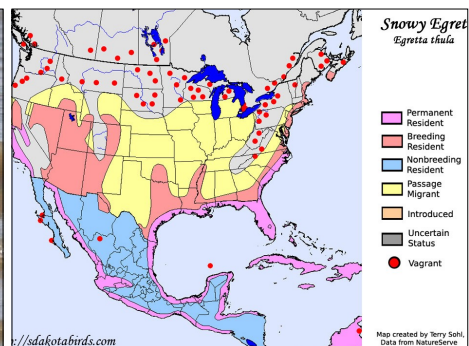 Snowy Egret
Egretta thula
Permanent
Resident
Breeding
Resident
Nonbreeding
Resident
Passage
Migrant
Introduced
Uncertain
Status
Vagrant
Map created by Terry Sohl,
Data from NatureServe
://sdakotabirds.com